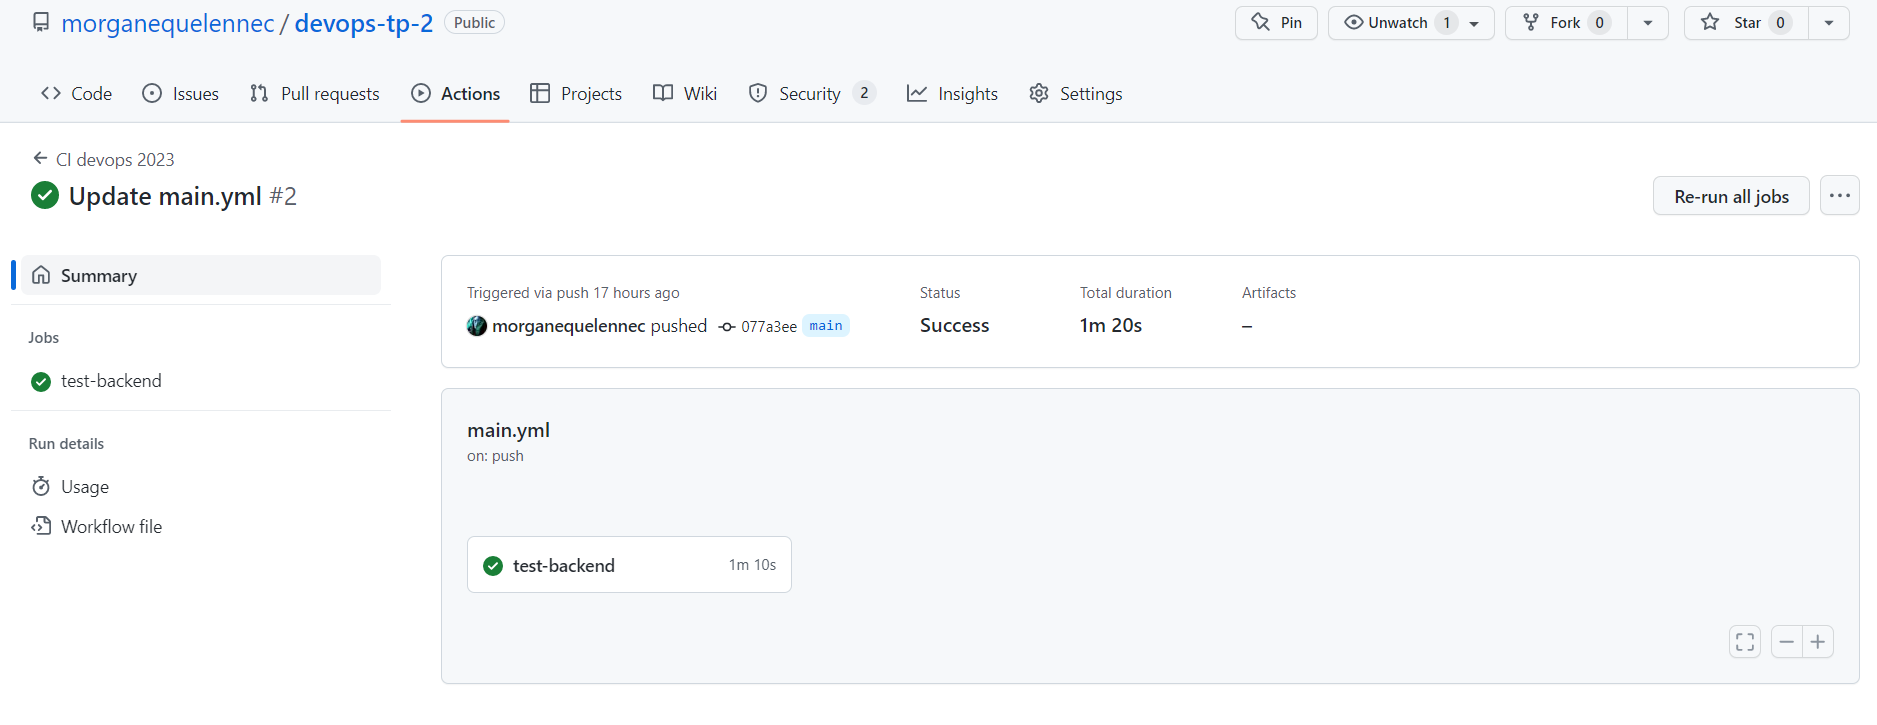 morganequelennec / devops-tp-2 Public Pin Unwatch 1 Fork 0 Star 0
Code Issues Pull requests Actions Projects Wiki Security 2 Insights Settings
CI devops 2023
Update main.yml #2 Re-run all jobs ...
Summary
Jobs
test-backend
Run details
Usage
Workflow file
Triggered via push 17 hours ago Status Total duration Artifacts
morganequelennec pushed 077a3ee main Success 1m 20s –
main.yml
on: push
test-backend 1m 10s